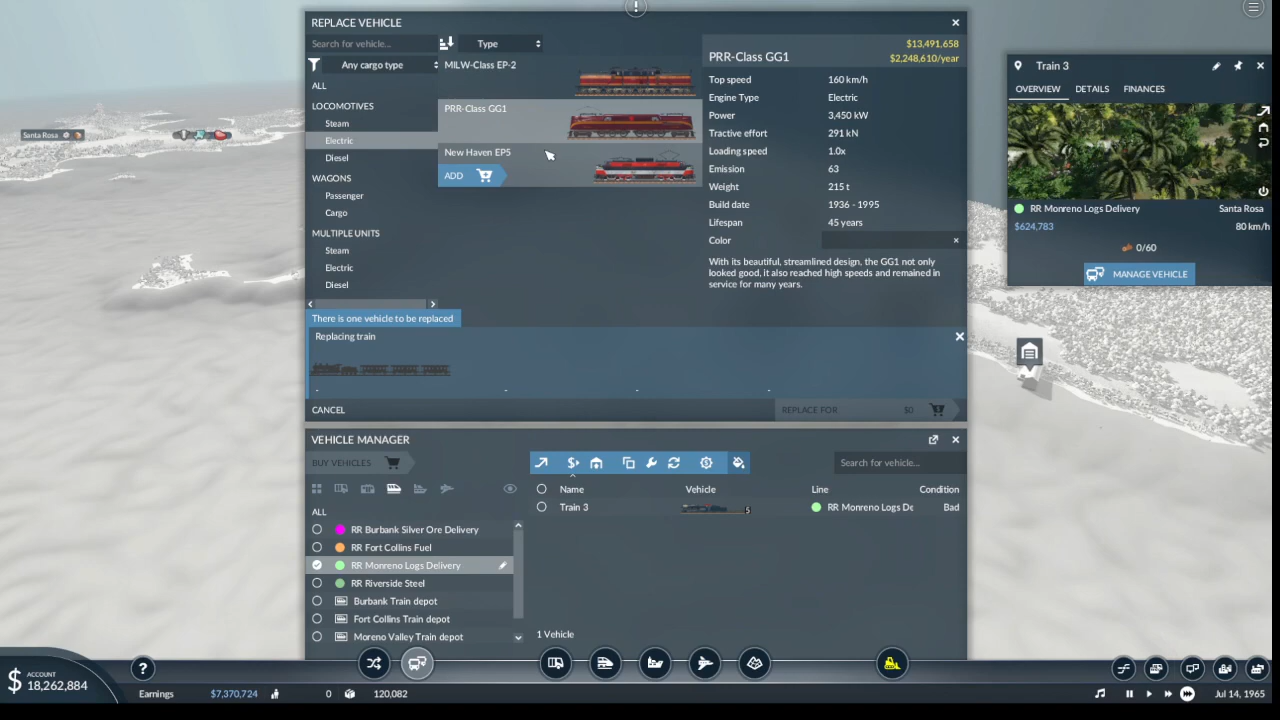 REPLACE VEHICLE
Search for vehicle...
Type
Any cargo type
ALL
LOCOMOTIVES
Steam
Electric
Diesel
WAGONS
Passenger
Cargo
MULTIPLE UNITS
Steam
Electric
Diesel
MILW-Class EP-2
PRR-Class GG1
New Haven EP5
ADD
$13,491,658
PRR-Class GG1
$2,248,610/year
Top speed 160 km/h
Engine Type Electric
Power 3,450 kW
Tractive effort 291 kN
Loading speed 1.0x
Emission 63
Weight 215 t
Build date 1936 - 1995
Lifespan 45 years
Color
With its beautiful, streamlined design, the GG1 not only
looked good, it also reached high speeds and remained in
service for many years.
There is one vehicle to be replaced
Replacing train
- - - -
CANCEL
REPLACE FOR $0
Train 3
OVERVIEW DETAILS FINANCES
RR Monreno Logs Delivery Santa Rosa
$624,783 80 km/h
0/60
MANAGE VEHICLE
Santa Rosa
VEHICLE MANAGER
BUY VEHICLES
Search for vehicle...
ALL
RR Burbank Silver Ore Delivery
RR Fort Collins Fuel
RR Monreno Logs Delivery
RR Riverside Steel
Burbank Train depot
Fort Collins Train depot
Moreno Valley Train depot
Name Vehicle Line Condition
Train 3 5 RR Monreno Logs De Bad
1 Vehicle
$ ACCOUNT
18,262,884
?
Earnings $7,370,724 0 120,082
Jul 14, 1965